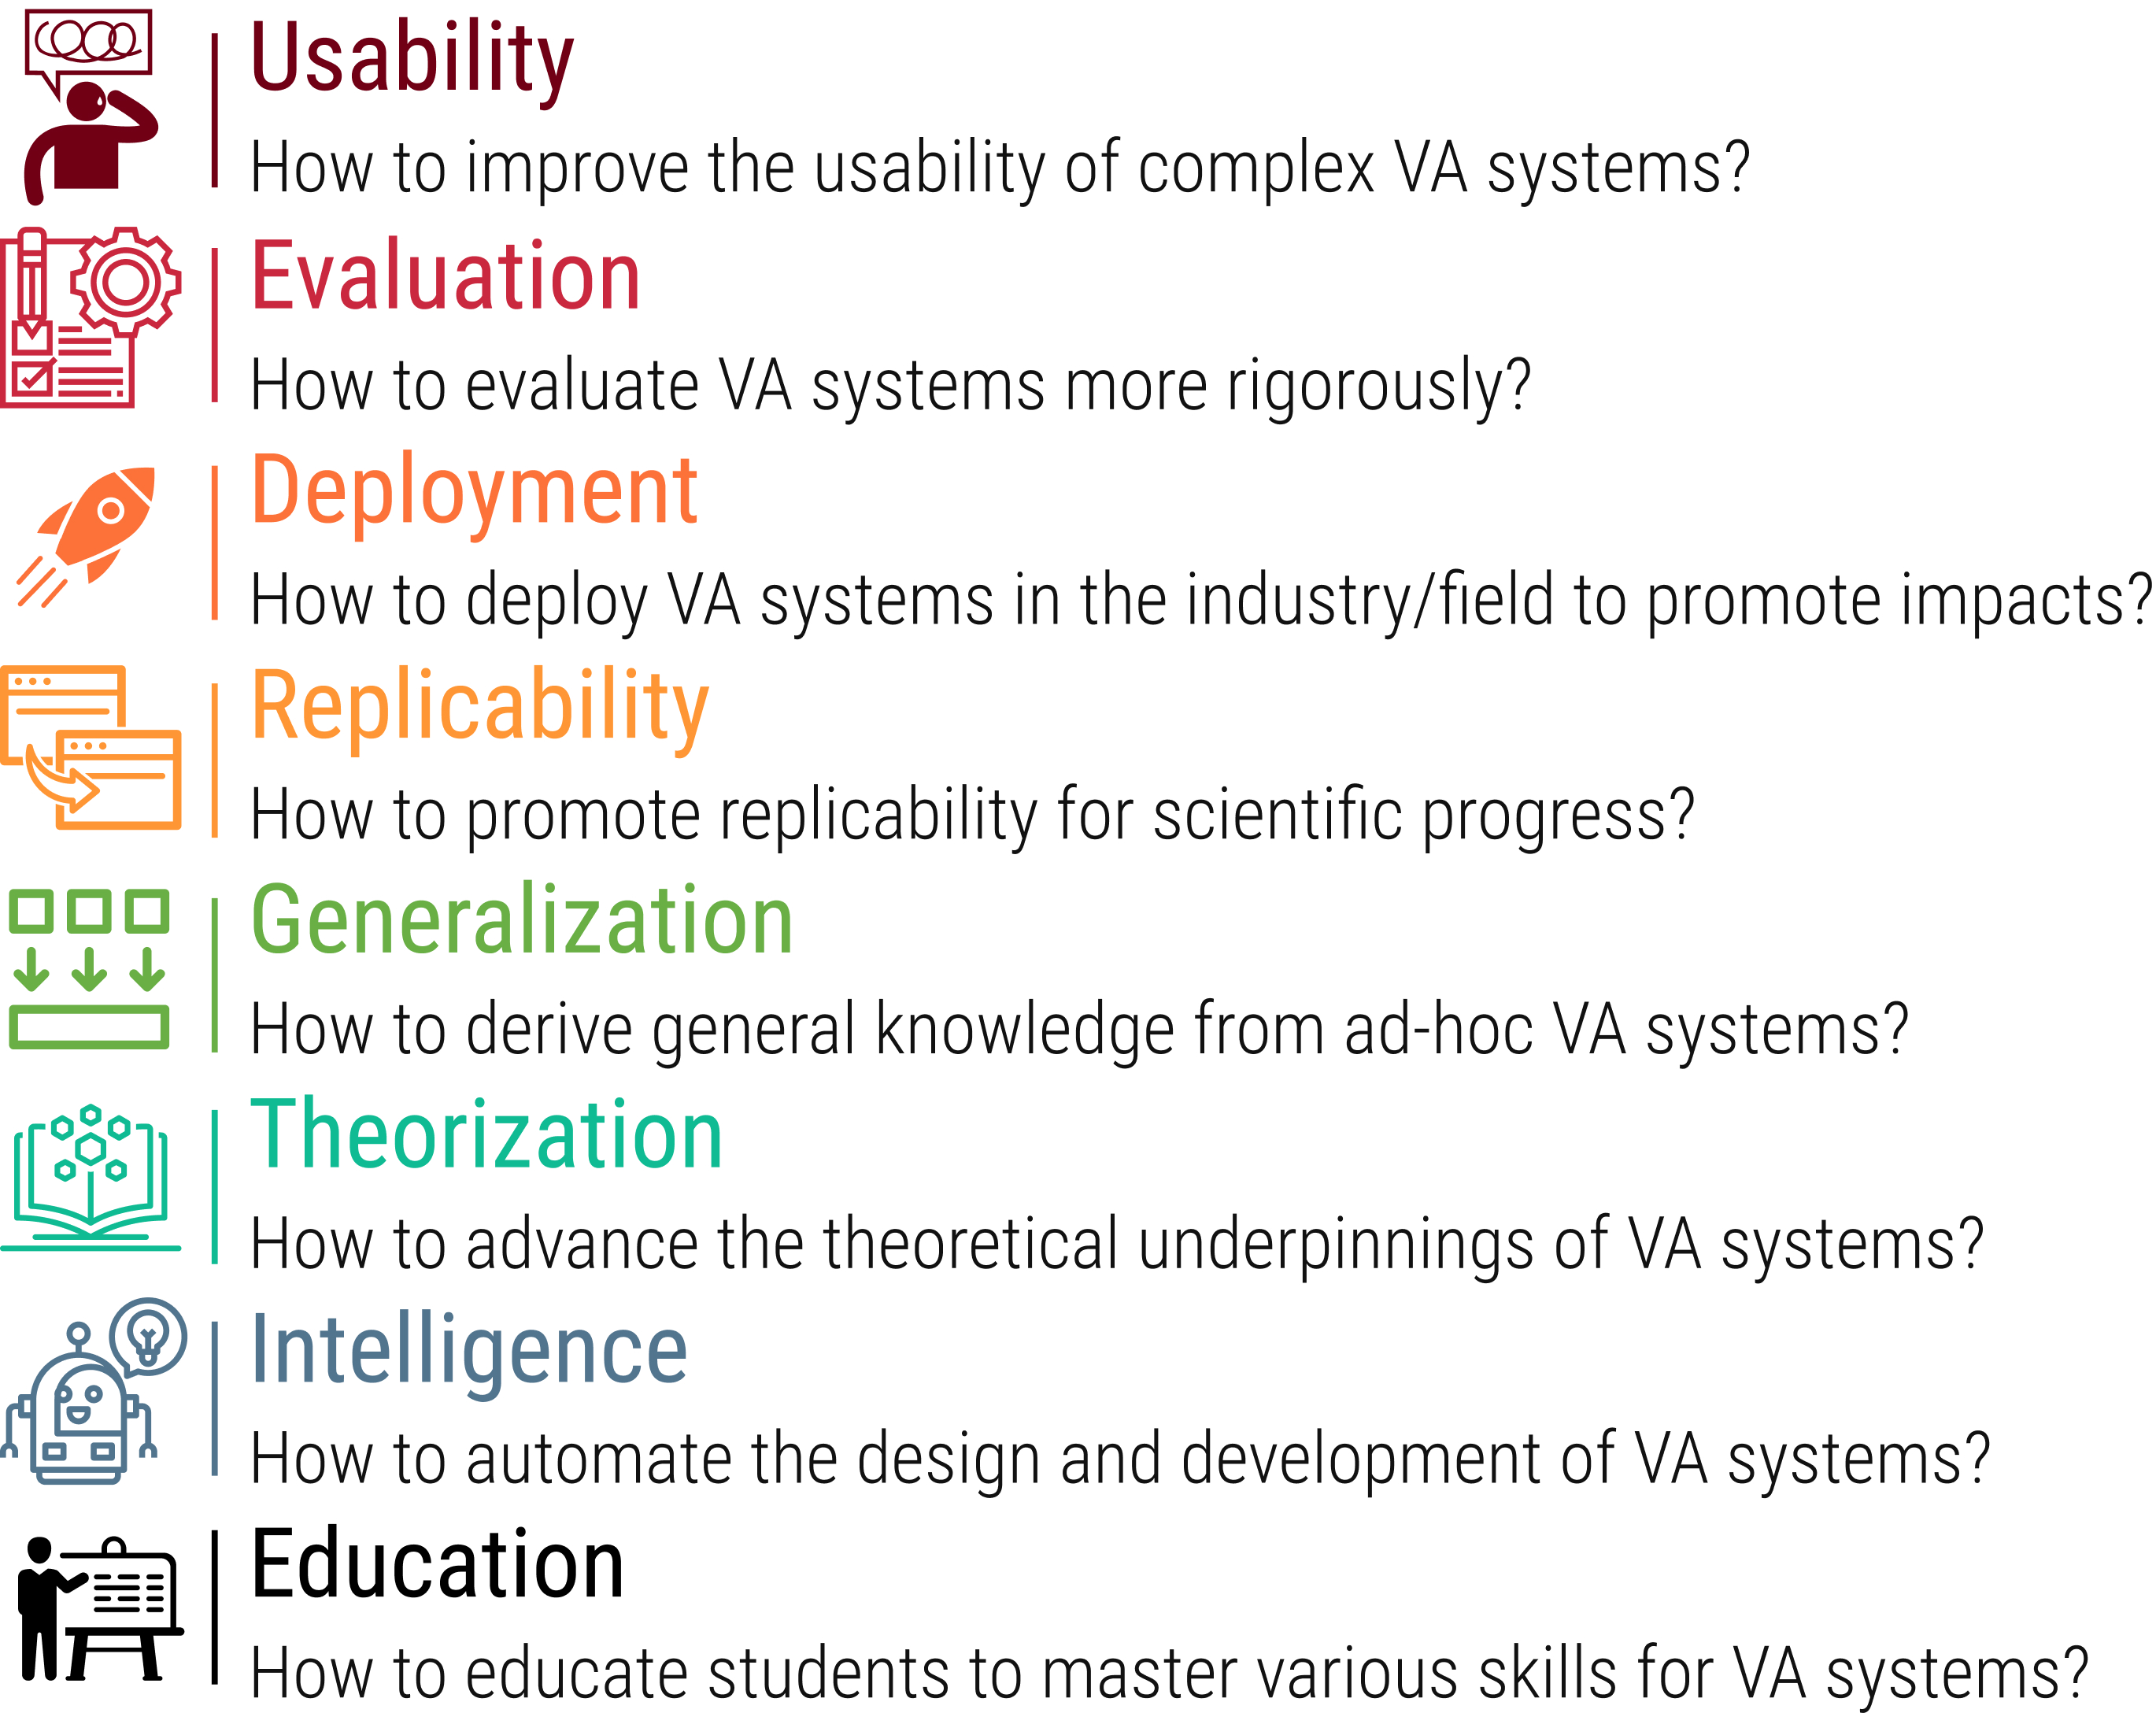 Usability
How to improve the usability of complex VA systems?
Evaluation
How to evaluate VA systems more rigorously?
Deployment
How to deploy VA systems in the industry/field to promote impacts?
Replicability
How to promote replicability for scientific progress?
Generalization
How to derive general knowledge from ad-hoc VA systems?
Theorization
How to advance the theoretical underpinnings of VA systems?
Intelligence
How to automate the design and development of VA systems?
Education
How to educate students to master various skills for VA systems?